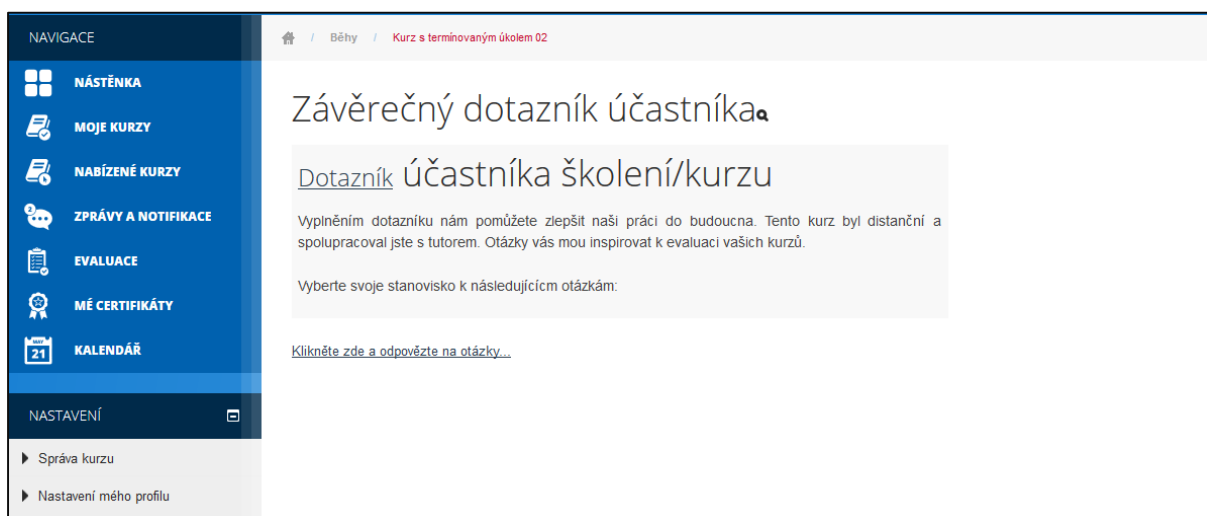 NAVIGACE
/ Běhy / Kurz s termínovaným úkolem 02
NÁSTĚNKA
MOJE KURZY
NABÍZENÉ KURZY
2
ZPRÁVY A NOTIFIKACE
EVALUACE
MÉ CERTIFIKÁTY
MAY
21
KALENDÁŘ
NASTAVENÍ
Správa kurzu
Nastavení mého profilu
Závěrečný dotazník účastníka
Dotazník účastníka školení/kurzu
Vyplněním dotazníku nám pomůžete zlepšit naši práci do budoucna. Tento kurz byl distanční a
spolupracoval jste s tutorem. Otázky vás mou inspirovat k evaluaci vašich kurzů.
Vyberte svoje stanovisko k následujícícm otázkám:
Klikněte zde a odpovězte na otázky...